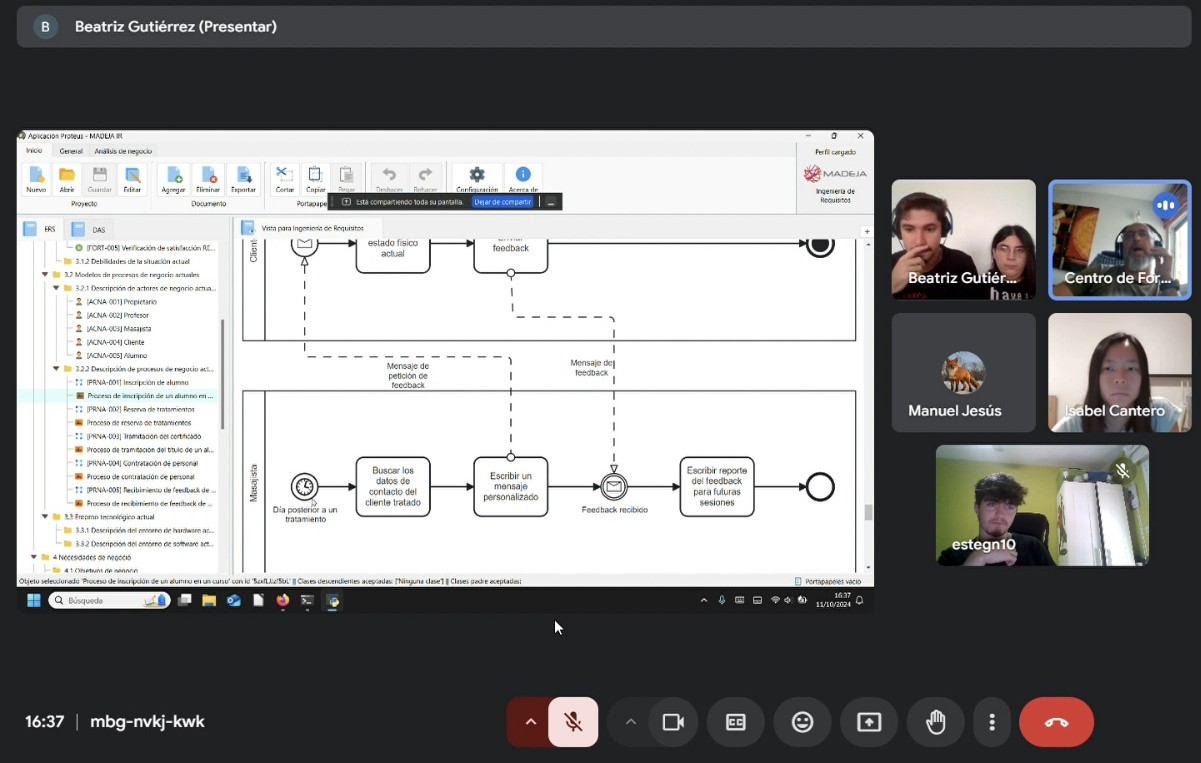 B Beatriz Gutiérrez (Presentar)
Aplicación Proteus - MADEJA IR
Inicio General Análisis de negocio
Perfil cargado
MADEJA
Ingeniería de
Requisitos
Nuevo Abrir Guardar Editar
Proyecto
Agregar Eliminar Exportar
Documento
Cortar Copiar Pegar
Portapape
Deshacer Rehacer
Configuración Acerca de
Está compartiendo toda su pantalla. Dejar de compartir
ERS DAS
Vista para Ingeniería de Requisitos
[FORT-005] Verificación de satisfacción RE...
3.1.2 Debilidades de la situación actual
3.2 Modelos de procesos de negocio actuales
3.2.1 Descripción de actores de negocio actua...
[ACNA-001] Propietario
[ACNA-002] Profesor
[ACNA-003] Masajista
[ACNA-004] Cliente
[ACNA-005] Alumno
3.2.2 Descripción de procesos de negocio act...
[PRNA-001] Inscripción de alumno
Proceso de inscripción de un alumno en ...
[PRNA-002] Reserva de tratamientos
Proceso de reserva de tratamientos
[PRNA-003] Tramitación del certificado
Proceso de tramitación del título de un al...
[PRNA-004] Contratación de personal
Proceso de contratación de personal
[PRNA-005] Recibimiento de feedback de ...
Proceso de recibimiento de feedback de ...
3.3 Entorno tecnológico actual
3.3.1 Descripción del entorno de hardware ac...
3.3.2 Descripción del entorno de software act...
4 Necesidades de negocio
4.1 Objetivos de negocio
Client
estado físico
actual
Enviar
feedback
Mensaje de
petición de
feedback
Mensaje de
feedback
Masajista
Día posterior a un
tratamiento
Buscar los
datos de
contacto del
cliente tratado
Escribir un
mensaje
personalizado
Feedback recibido
Escribir reporte
del feedback
para futuras
sesiones
Objeto seleccionado 'Proceso de inscripción de un alumno en un curso' con id || Clases descendientes aceptadas: ['Ninguna clase'] || Clases padre aceptadas:
Portapapeles vacío
Búsqueda
16:37
11/10/2024
Beatriz Gutiér...
Centro de For...
Manuel Jesús
Isabel Cantero
estegn10
16:37 | mbg-nvkj-kwk
CC